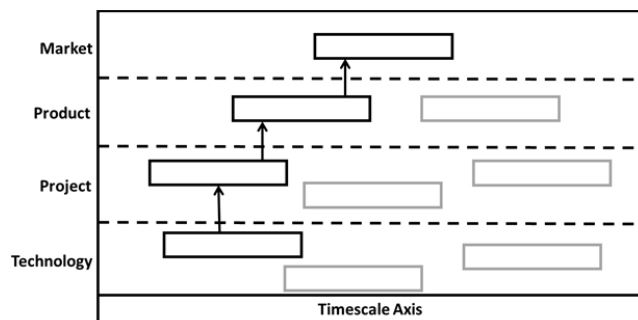 Market
Product
Project
Technology
Timescale Axis